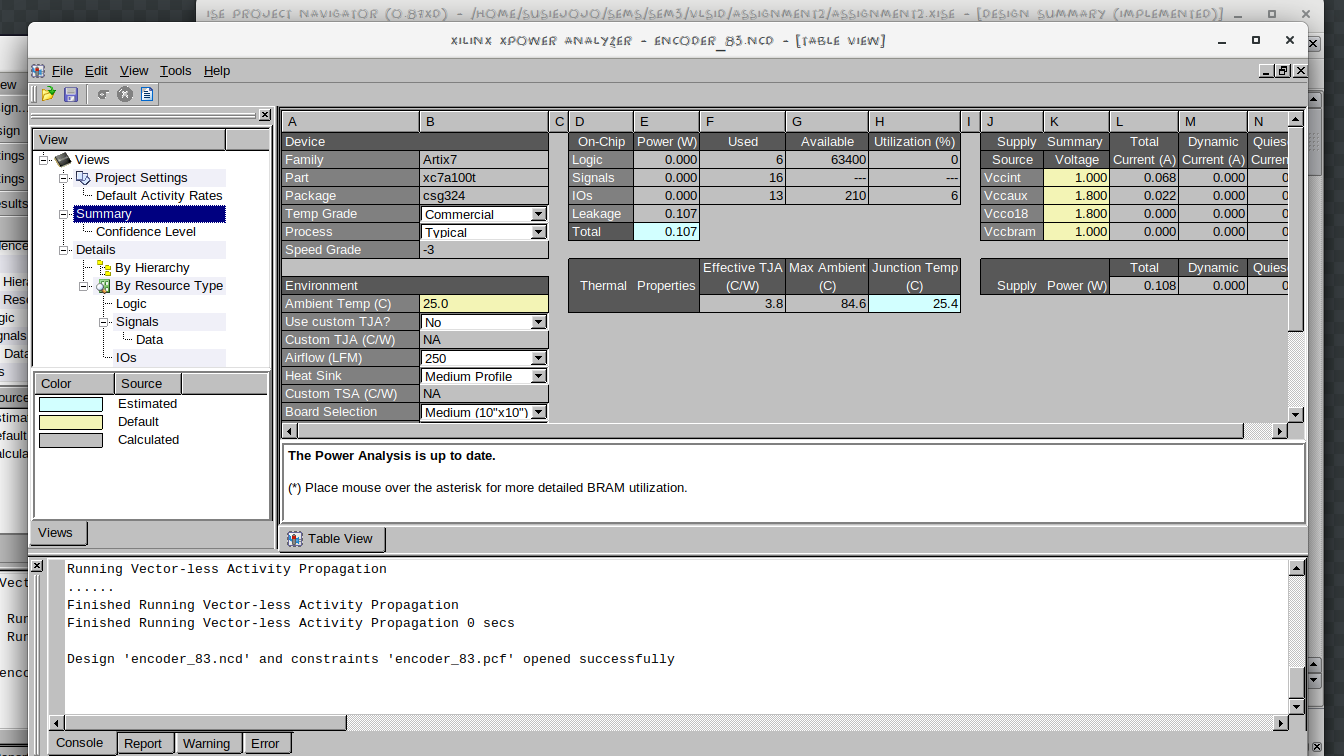 ISE PROJECT NAVIGATOR (O.87XD) - /HOME/SUSIEJOJO/SEM5/SEM5/VLSID/ASSIGNMENT2/ASSIGNMENT2.XISE - [DESIGN SUMMARY (IMPLEMENTED)]
XILINX XPOWER ANALYZER - ENCODER_83.NCD - [TABLE VIEW]
File Edit View Tools Help
View
Views
Project Settings
Default Activity Rates
Summary
Confidence Level
Details
By Hierarchy
By Resource Type
Logic
Signals
Data
IOs
Color Source
Estimated
Default
Calculated
Views
A B C D E F G H I J K L M N
Device On-Chip Power (W) Used Available Utilization (%) Supply Summary Total Dynamic Quies
Family Artix7 Logic 0.000 6 63400 0 Source Voltage Current (A) Current (A) Curren
Part xc7a100t Signals 0.000 16 --- --- Vccint 1.000 0.068 0.000 0
Package csg324 IOs 0.000 13 210 6 Vccaux 1.800 0.022 0.000 0
Temp Grade Commercial Leakage 0.107 Vcco18 1.800 0.000 0.000 0
Process Typical Total 0.107 Vccbram 1.000 0.000 0.000 0
Speed Grade -3
Effective TJA Max Ambient Junction Temp Total Dynamic Quies
Environment Thermal Properties (C/W) (C) (C) Supply Power (W) 0.108 0.000 0
Ambient Temp (C) 25.0 3.8 84.6 25.4
Use custom TJA? No
Custom TJA (C/W) NA
Airflow (LFM) 250
Heat Sink Medium Profile
Custom TSA (C/W) NA
Board Selection Medium (10"x10")
The Power Analysis is up to date.
(*) Place mouse over the asterisk for more detailed BRAM utilization.
Table View
Running Vector-less Activity Propagation
......
Finished Running Vector-less Activity Propagation
Finished Running Vector-less Activity Propagation 0 secs
Design 'encoder_83.ncd' and constraints 'encoder_83.pcf' opened successfully
Console Report Warning Error